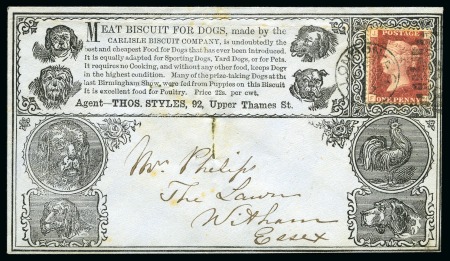 MEAT BISCUIT FOR DOGS, made by the
CARLISLE BISCUIT COMPANY, is undoubtedly the
best and cheapest Food for Dogs that has ever been introduced.
It is equally adapted for Sporting Dogs, Yard Dogs, or for Pets.
It requires no Cooking, and without any other food, keeps Dogs
in the highest condition. Many of the prize-taking Dogs at the
last Birmingham Show, were fed from Puppies on this Biscuit
It is excellent food for Poultry. Price 22s. per cwt.
Agent—THOS. STYLES, 92, Upper Thames St.
ONE PENNY
Mrs Philips
The Lawn
Witham
Essex